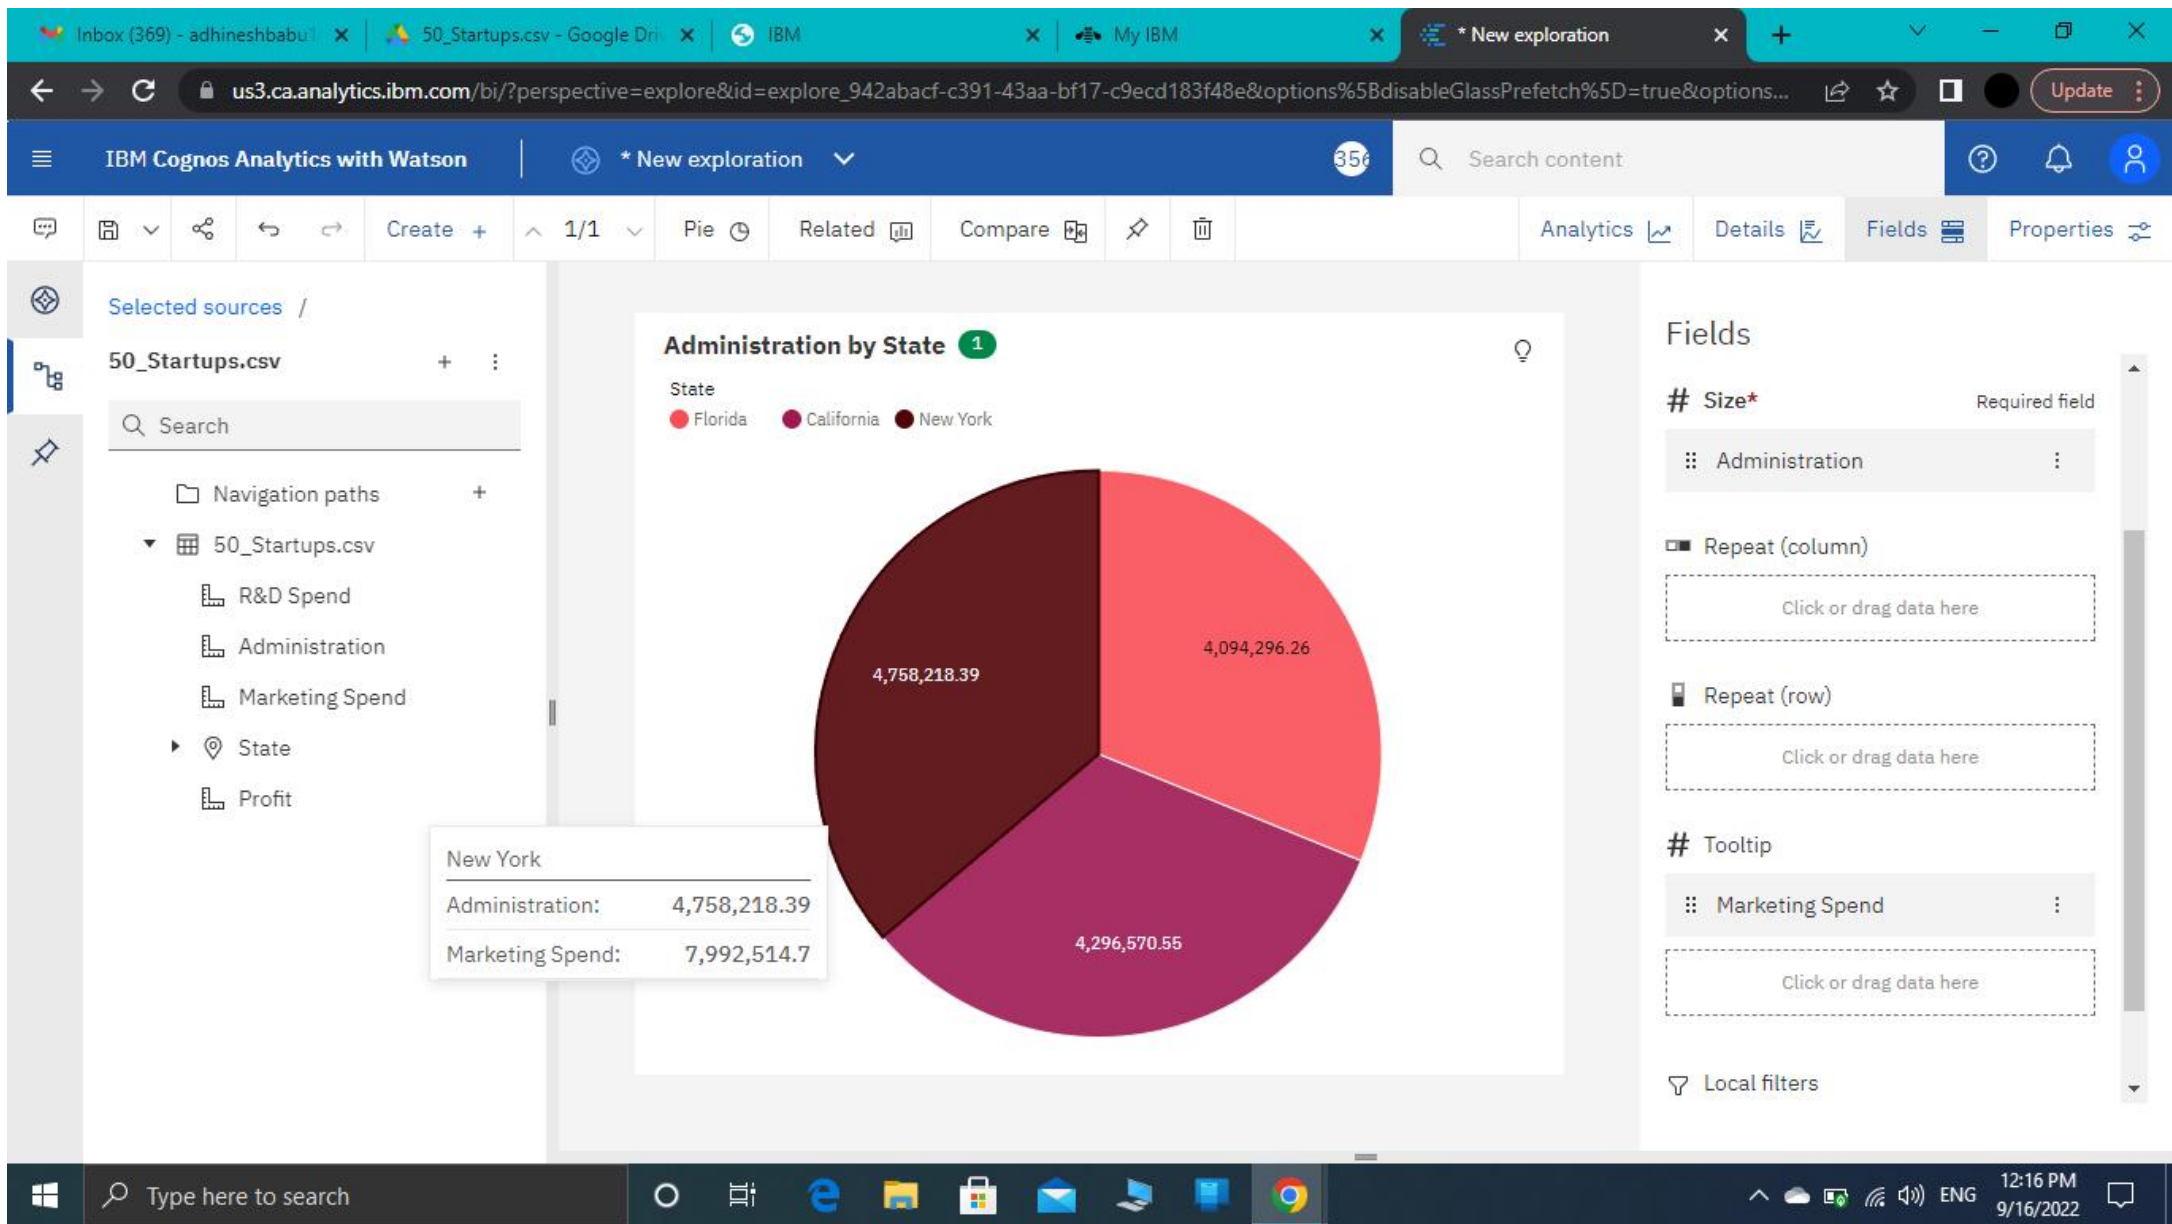 Inbox (369) - adhineshbabu1
50_Startups.csv - Google Dri
IBM
My IBM
* New exploration
us3.ca.analytics.ibm.com/bi/?perspective=explore&id=explore_942abacf-c391-43aa-bf17-c9ecd183f48e&options%5BdisableGlassPrefetch%5D=true&options...
Update
IBM Cognos Analytics with Watson
* New exploration
356
Search content
Create +
1/1
Pie
Related
Compare
Analytics
Details
Fields
Properties
Selected sources /
50_Startups.csv
Search
Navigation paths
50_Startups.csv
R&D Spend
Administration
Marketing Spend
State
Profit
Administration by State 1
State
Florida California New York
4,094,296.26
4,758,218.39
4,296,570.55
New York
Administration: 4,758,218.39
Marketing Spend: 7,992,514.7
Fields
# Size* Required field
Administration
Repeat (column)
Click or drag data here
Repeat (row)
Click or drag data here
# Tooltip
Marketing Spend
Click or drag data here
Local filters
Type here to search
ENG
12:16 PM
9/16/2022